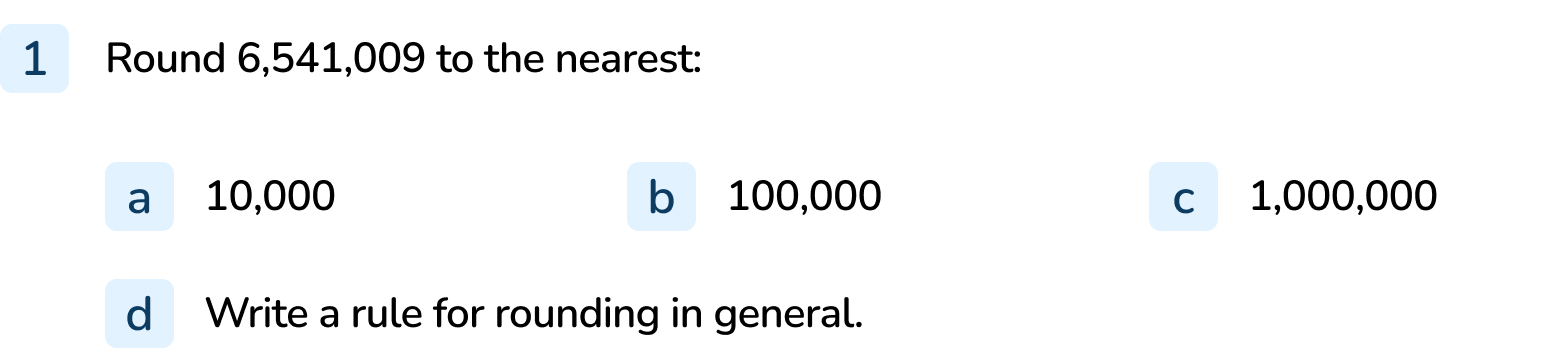 1 Round 6,541,009 to the nearest:
a 10,000 b 100,000 c 1,000,000
d Write a rule for rounding in general.